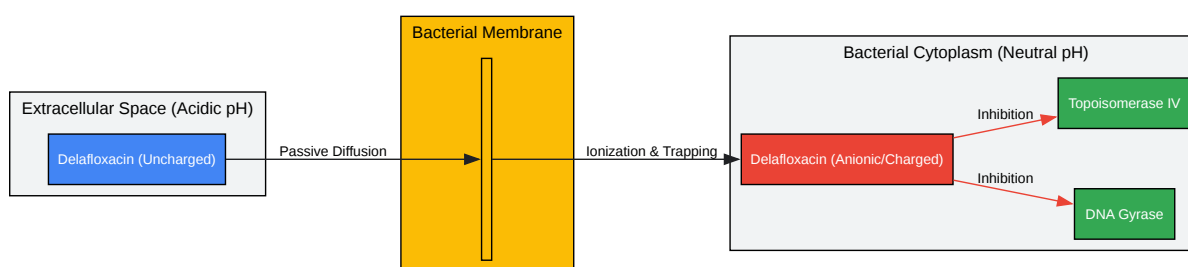 Extracellular Space (Acidic pH)
Delafloxacin (Uncharged)
Passive Diffusion
Bacterial Membrane
Ionization & Trapping
Bacterial Cytoplasm (Neutral pH)
Delafloxacin (Anionic/Charged)
Inhibition
Topoisomerase IV
Inhibition
DNA Gyrase